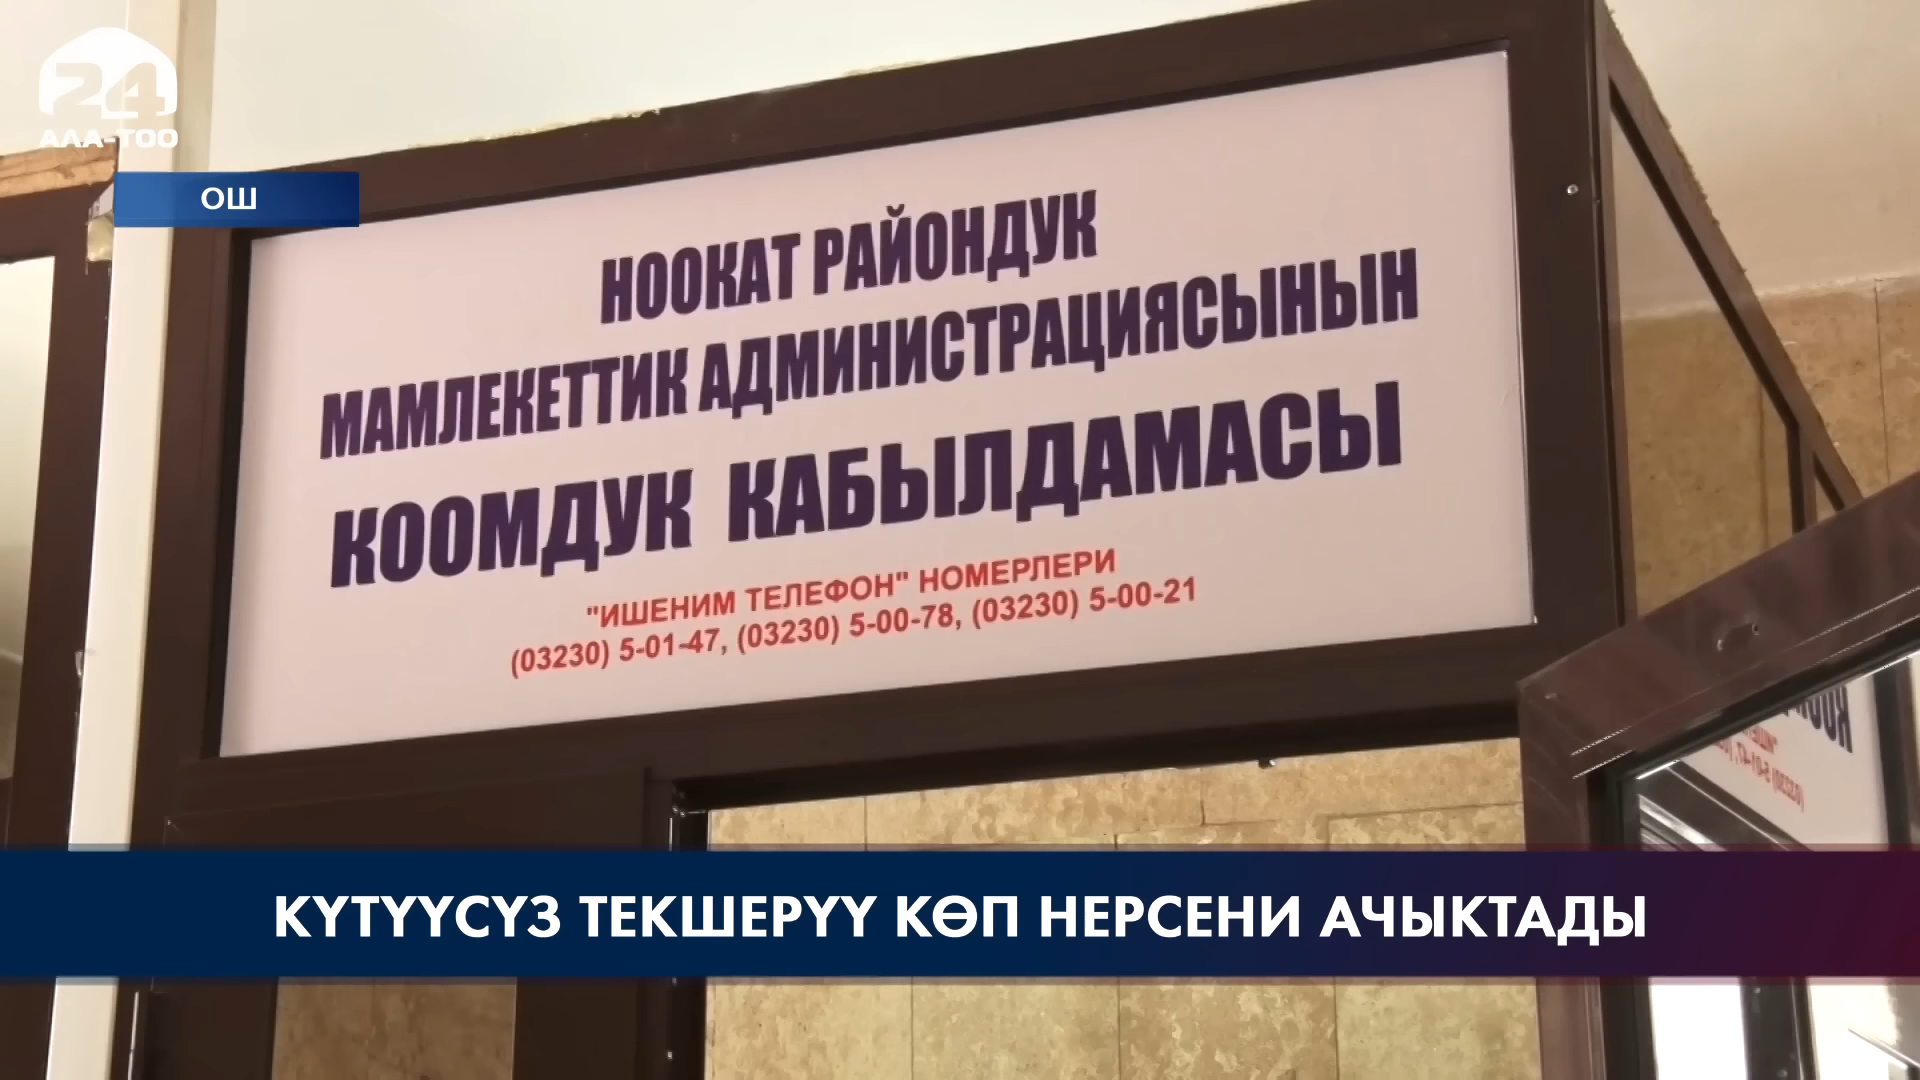 24
АЛА-ТОО
ОШ
НООКАТ РАЙОНДУК
МАМЛЕКЕТТИК АДМИНИСТРАЦИЯСЫНЫН
КООМДУК КАБЫЛДАМАСЫ
"ИШЕНИМ ТЕЛЕФОН" НОМЕРЛЕРИ
(03230) 5-01-47, (03230) 5-00-78, (03230) 5-00-21
КҮТҮҮСҮЗ ТЕКШЕРҮҮ КӨП НЕРСЕНИ АЧЫКТАДЫ